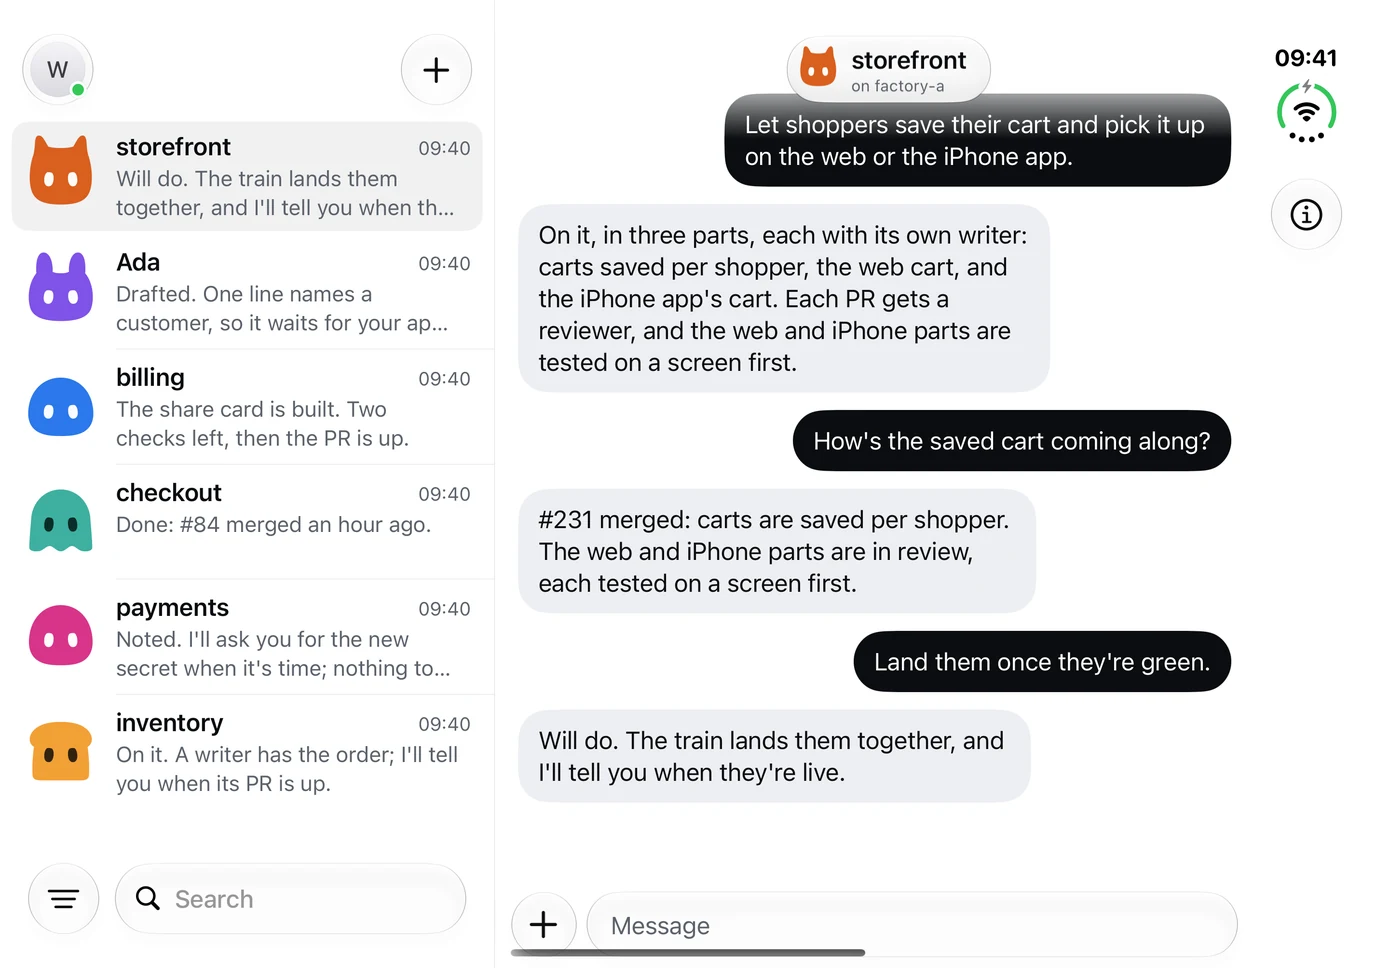 W
storefront 09:40
Will do. The train lands them
together, and I'll tell you when th...
Ada 09:40
Drafted. One line names a
customer, so it waits for your ap...
billing 09:40
The share card is built. Two
checks left, then the PR is up.
checkout 09:40
Done: #84 merged an hour ago.
payments 09:40
Noted. I'll ask you for the new
secret when it's time; nothing to...
inventory 09:40
On it. A writer has the order; I'll tell
you when its PR is up.
Search
storefront
on factory-a
Let shoppers save their cart and pick it up
on the web or the iPhone app.
On it, in three parts, each with its own writer:
carts saved per shopper, the web cart, and
the iPhone app's cart. Each PR gets a
reviewer, and the web and iPhone parts are
tested on a screen first.
How's the saved cart coming along?
#231 merged: carts are saved per shopper.
The web and iPhone parts are in review,
each tested on a screen first.
Land them once they're green.
Will do. The train lands them together, and
I'll tell you when they're live.
Message
09:41